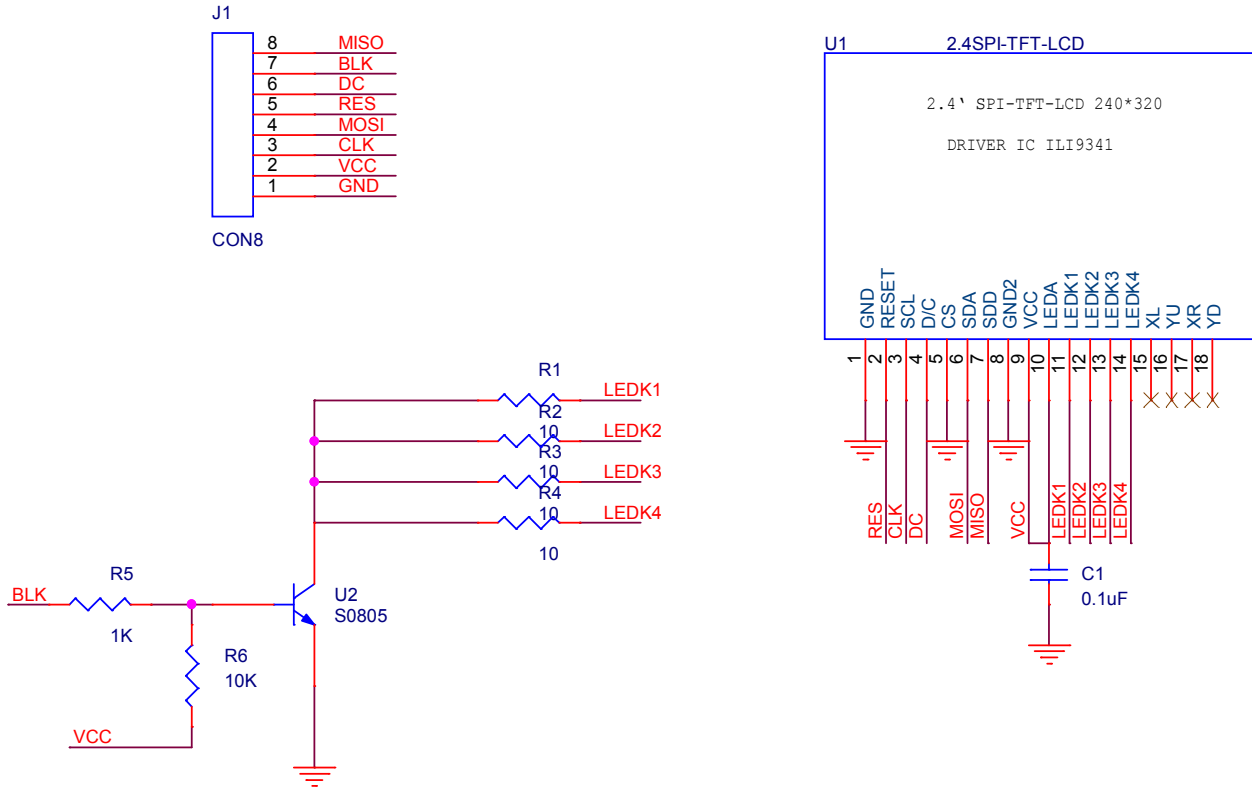 J1
8 MISO
7 BLK
6 DC
5 RES
4 MOSI
3 CLK
2 VCC
1 GND
CON8
U1 2.4SPI-TFT-LCD
2.4' SPI-TFT-LCD 240*320
DRIVER IC ILI9341
GND
RESET
SCL
D/C
CS
SDA
SDD
GND2
VCC
LEDA
LEDK1
LEDK2
LEDK3
LEDK4
XL
YU
XR
YD
1
2
3
4
5
6
7
8
9
10
11
12
13
14
15
16
17
18
RES
CLK
DC
MOSI
MISO
VCC
LEDK1
LEDK2
LEDK3
LEDK4
C1
0.1uF
R1
LEDK1
R2
10
LEDK2
R3
10
LEDK3
R4
10
LEDK4
10
BLK
R5
1K
U2
S0805
R6
10K
VCC